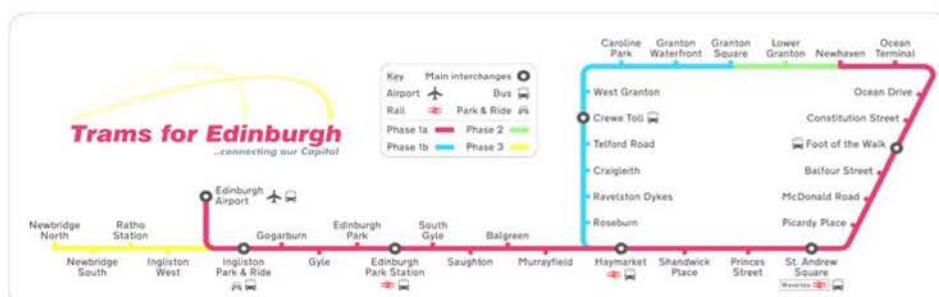 Trams for Edinburgh
...connecting our Capital
Key
Main interchanges
Airport
Bus
Rail
Park & Ride
Phase 1a
Phase 2
Phase 1b
Phase 3
Caroline
Park
Granton
Waterfront
Granton
Square
Lower
Granton
Newhaven
Ocean
Terminal
West Granton
Crewe Toll
Telford Road
Craigleith
Ravelston Dykes
Roseburn
Ocean Drive
Constitution Street
Foot of the Walk
Balfour Street
McDonald Road
Picardy Place
Edinburgh
Airport
Newbridge
North
Ratho
Station
Newbridge
South
Ingliston
West
Ingliston
Park & Ride
Gogarburn
Gyle
Edinburgh
Park
Edinburgh
Park Station
South
Gyle
Saughton
Balgreen
Murrayfield
Haymarket
Shandwick
Place
Princes
Street
St. Andrew
Square
Waverley